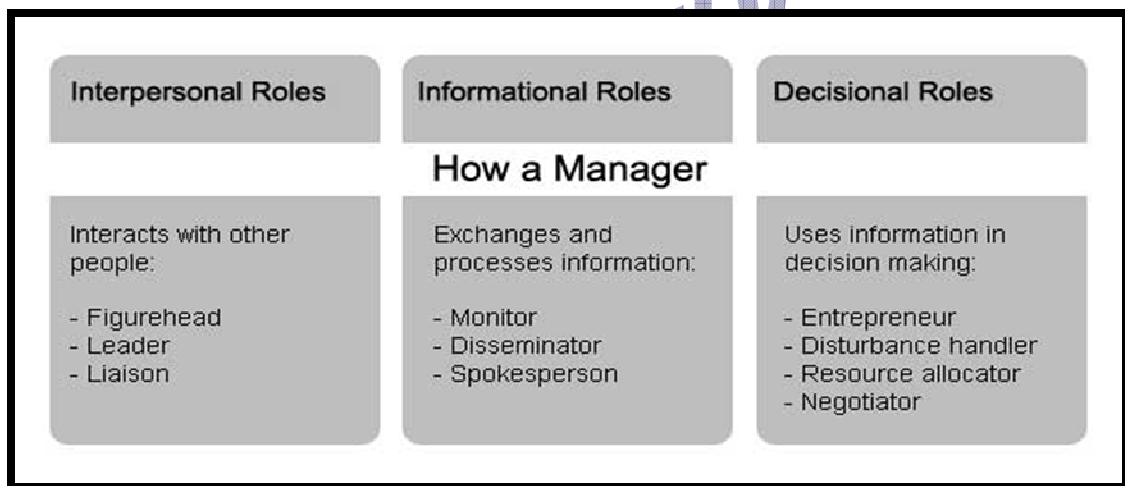 Interpersonal Roles
Informational Roles
Decisional Roles
How a Manager
Interacts with other
people:
- Figurehead
- Leader
- Liaison
Exchanges and
processes information:
- Monitor
- Disseminator
- Spokesperson
Uses information in
decision making:
- Entrepreneur
- Disturbance handler
- Resource allocator
- Negotiator